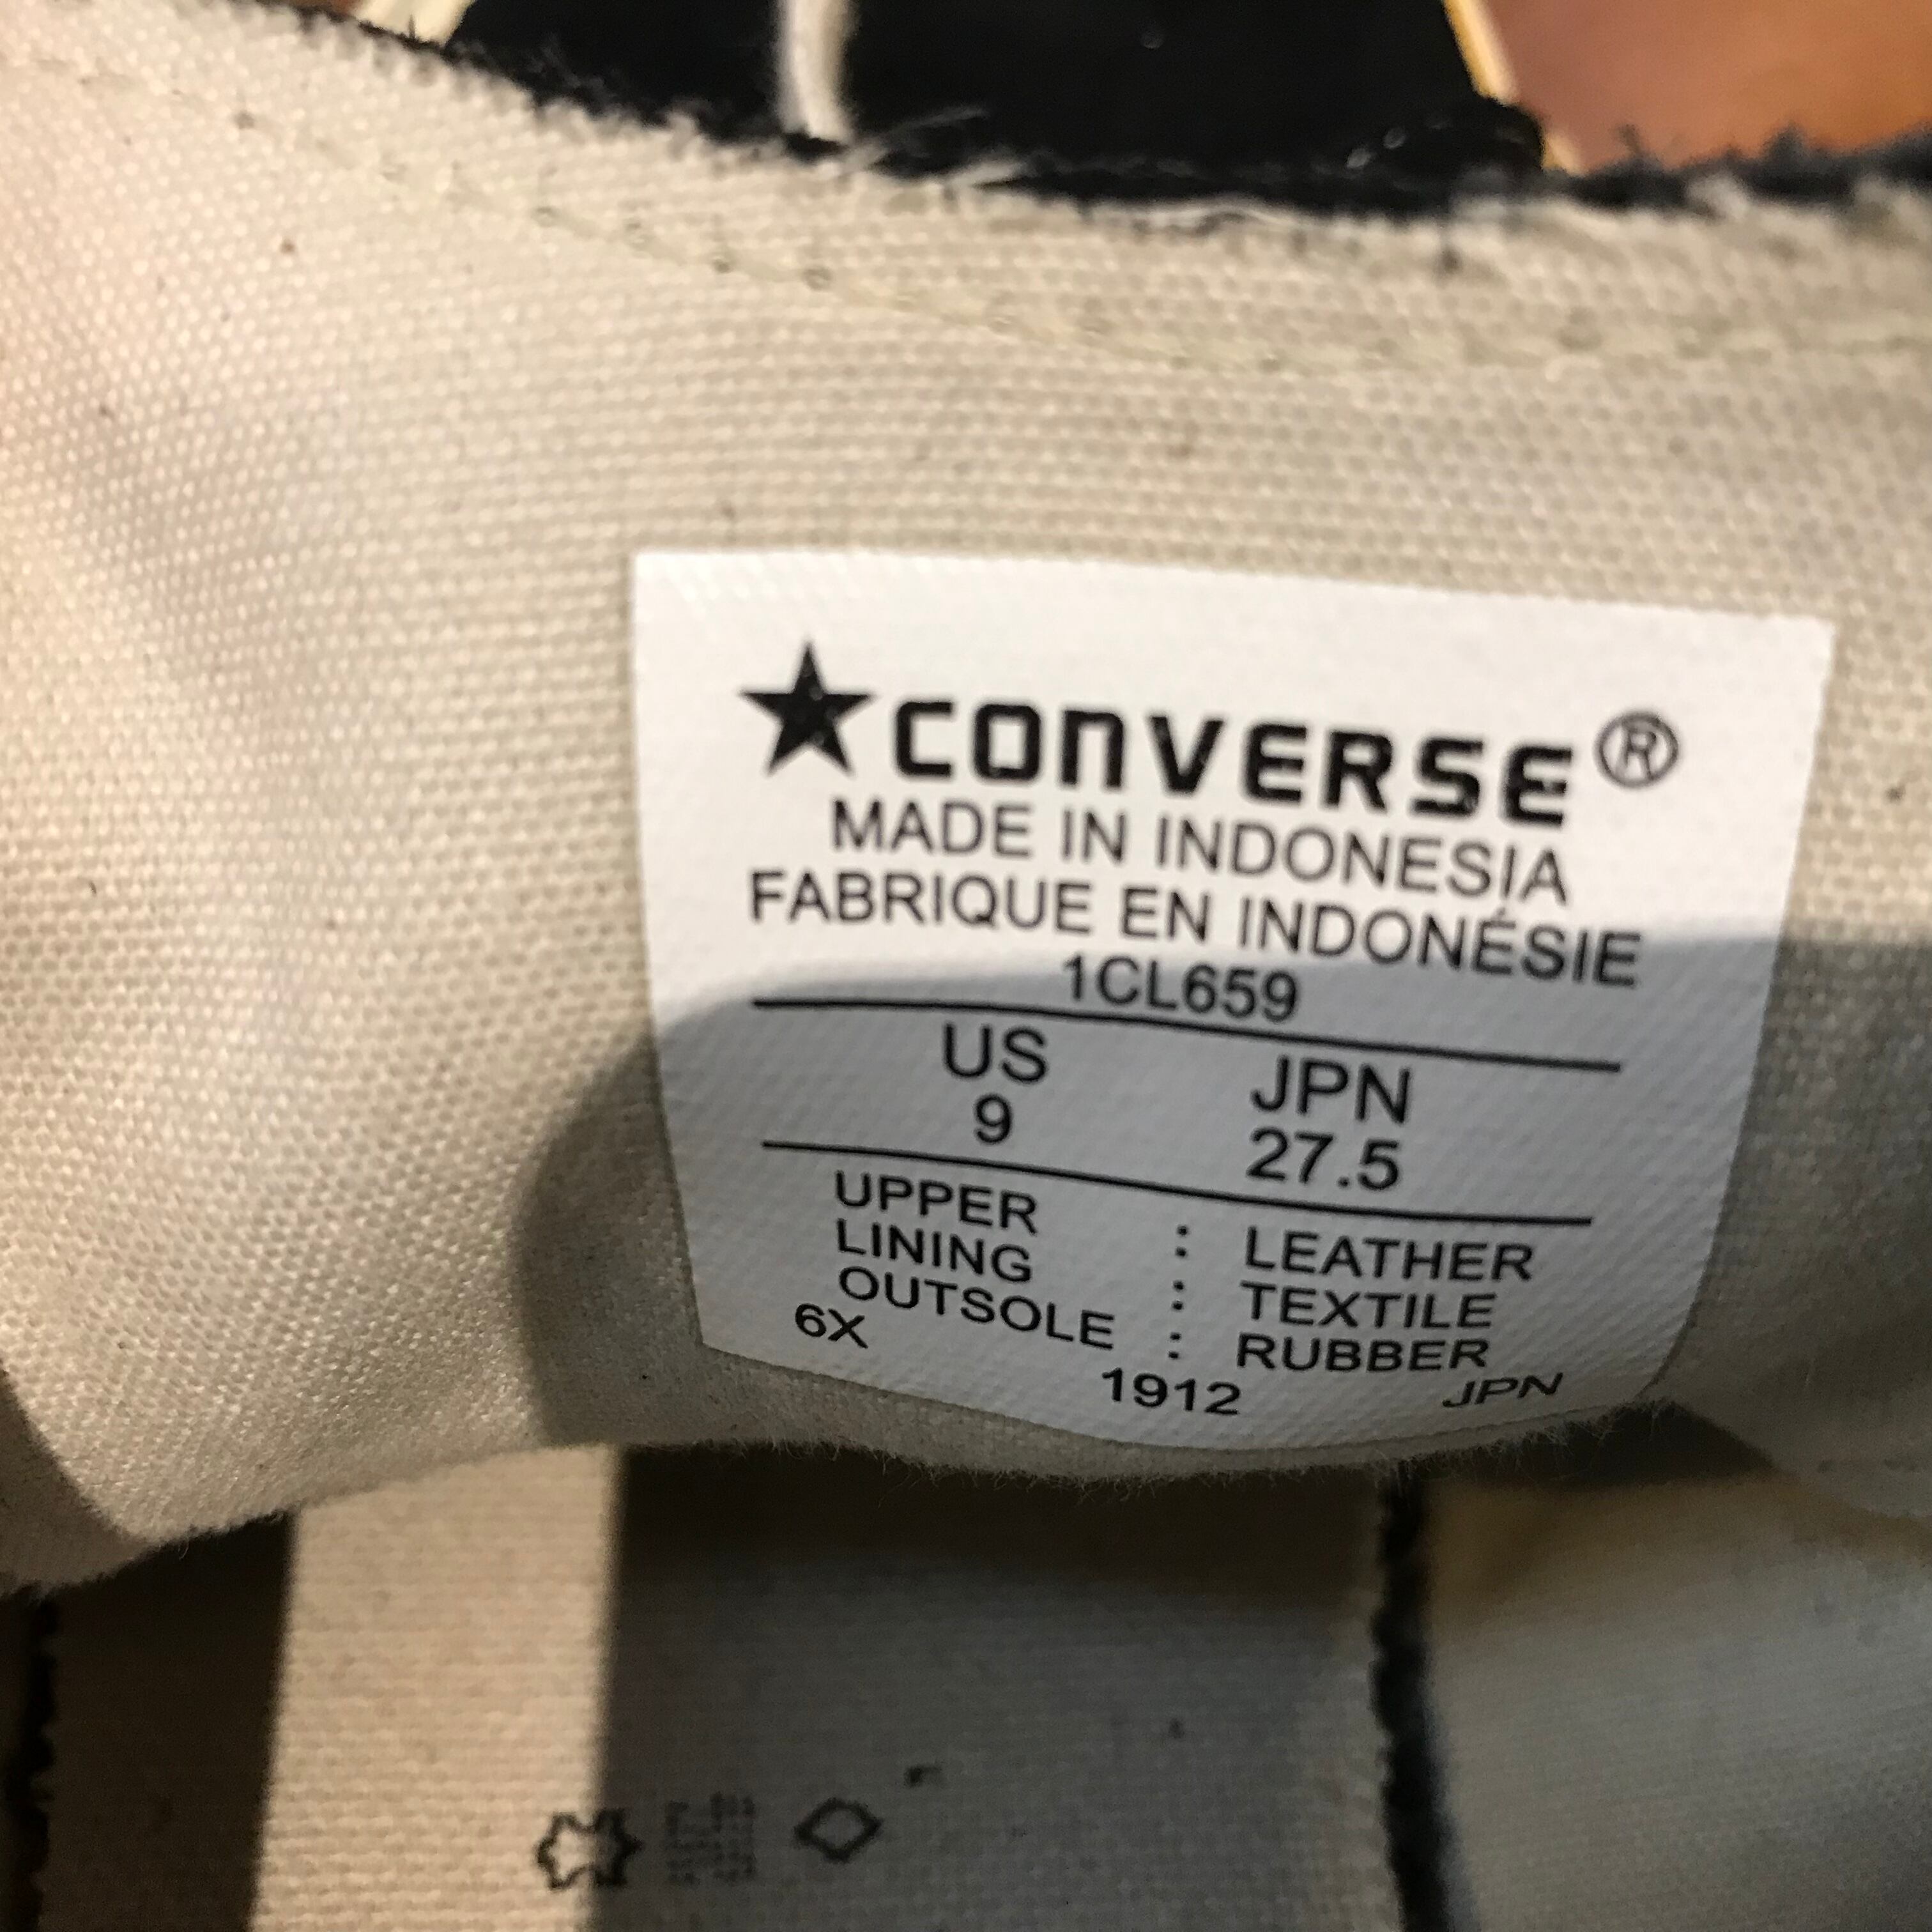 ★CONVERSE®
MADE IN INDONESIA
FABRIQUE EN INDONÉSIE
1CL659
US JPN
9 27.5
UPPER : LEATHER
LINING : TEXTILE
OUTSOLE : RUBBER
6X 1912 JPN